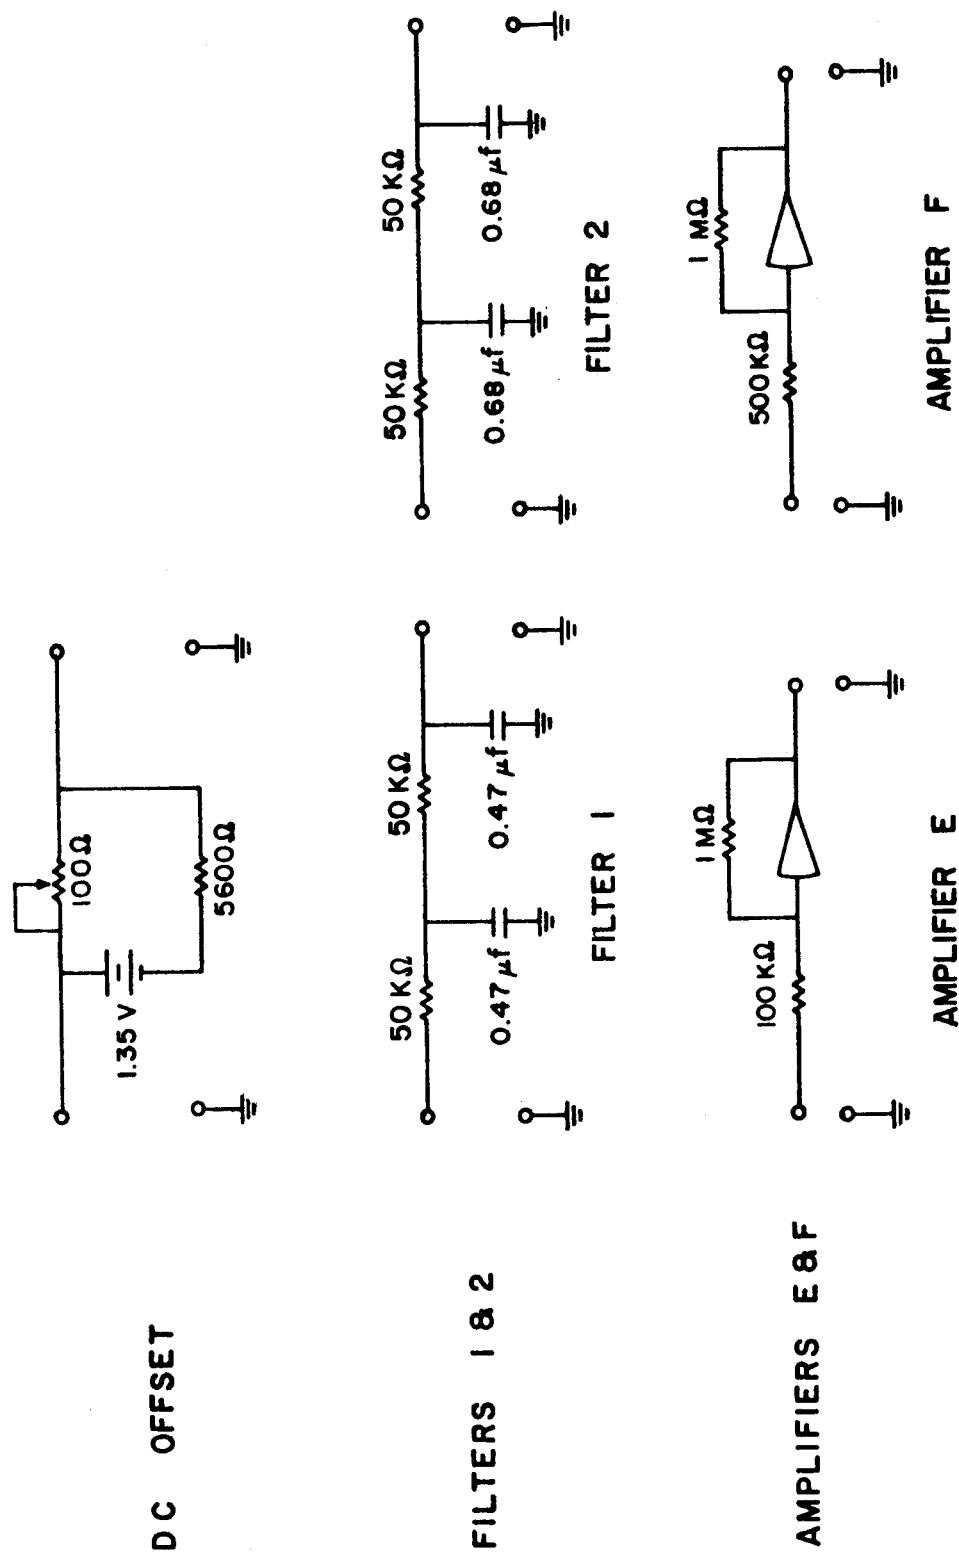 DC OFFSET
1.35 V
100Ω
5600Ω
FILTERS 1 & 2
50 KΩ
50 KΩ
0.47 μf
0.47 μf
FILTER 1
50 KΩ
50 KΩ
0.68 μf
0.68 μf
FILTER 2
AMPLIFIERS E & F
100 KΩ
1 MΩ
AMPLIFIER E
500 KΩ
1 MΩ
AMPLIFIER F